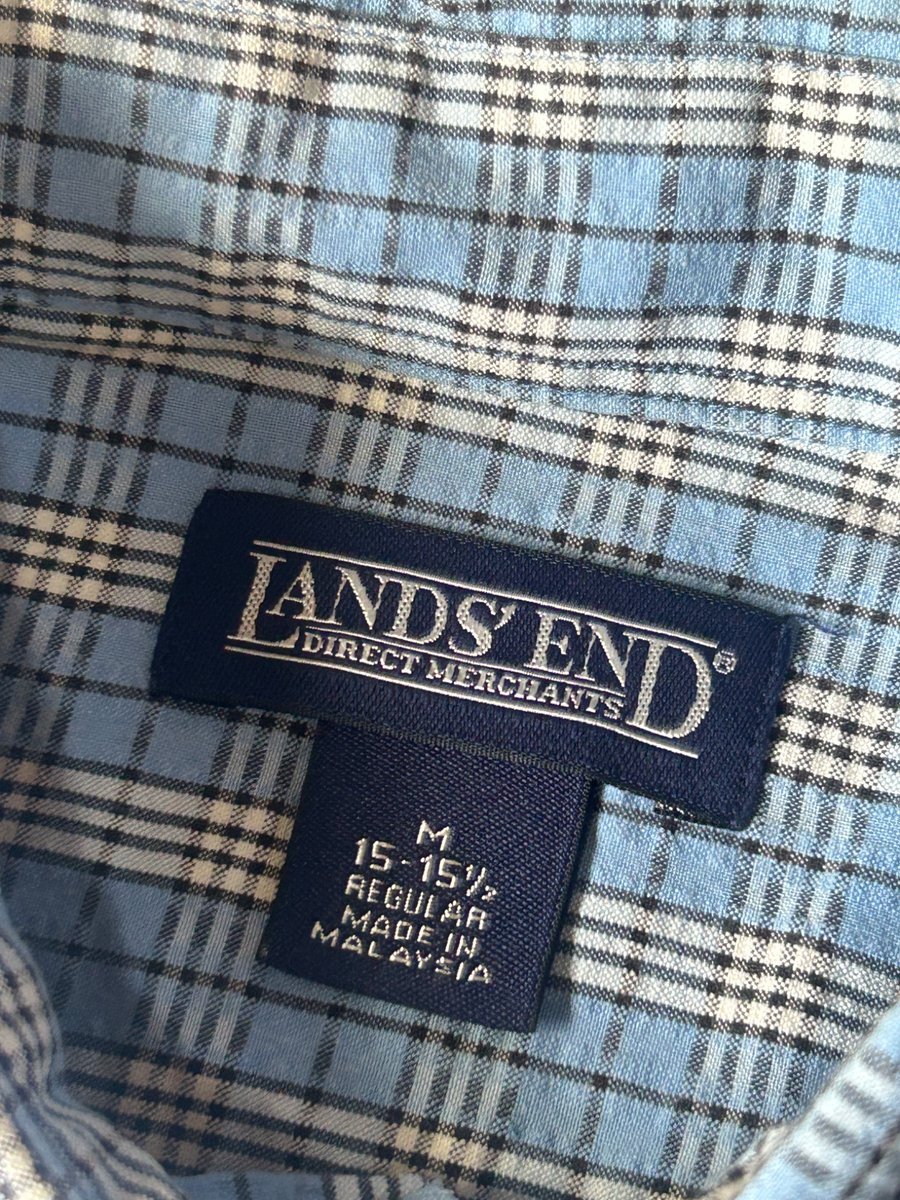 LANDS' END®
DIRECT MERCHANTS
M
15-15½
REGULAR
MADE IN
MALAYSIA